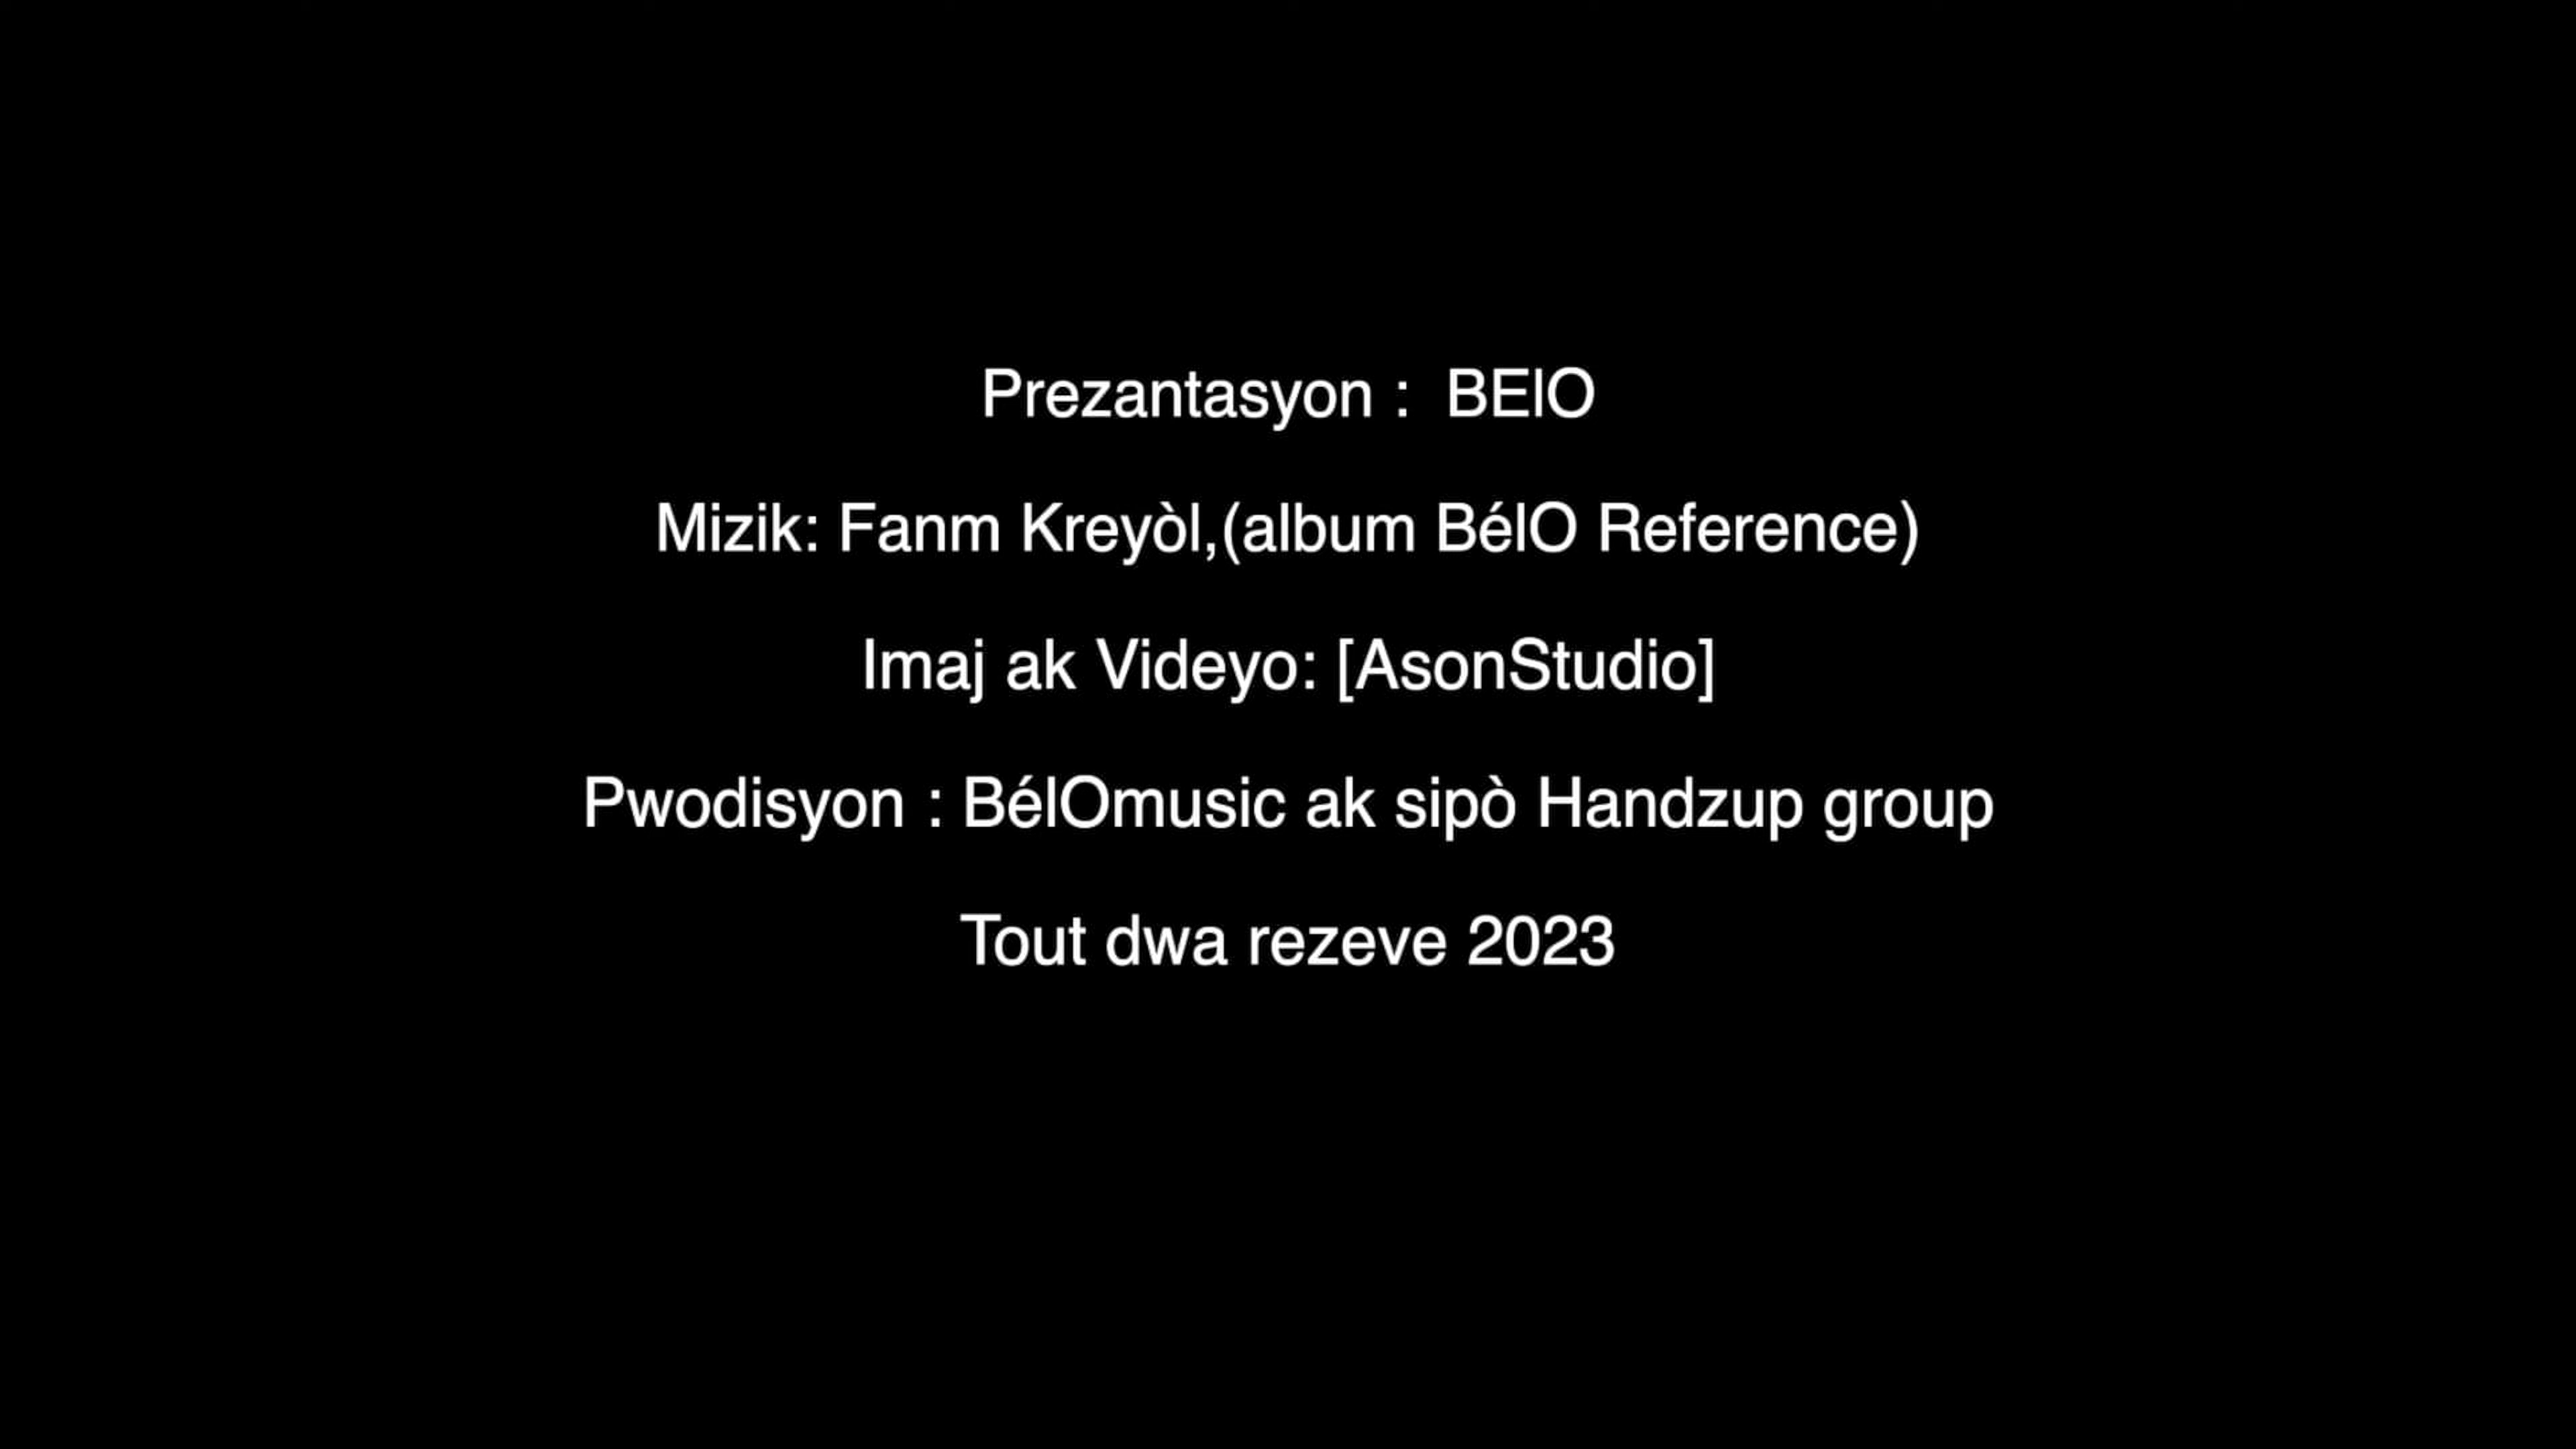 Prezantasyon :  BElO
Mizik: Fanm Kreyòl,(album BélO Reference)
Imaj ak Videyo: [AsonStudio]
Pwodisyon : BélOmusic ak sipò Handzup group
Tout dwa rezeve 2023